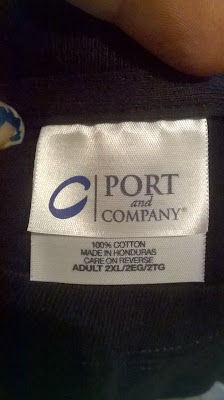 PORT
and
COMPANY®
100% COTTON
MADE IN HONDURAS
CARE ON REVERSE
ADULT 2XL/2EG/2TG